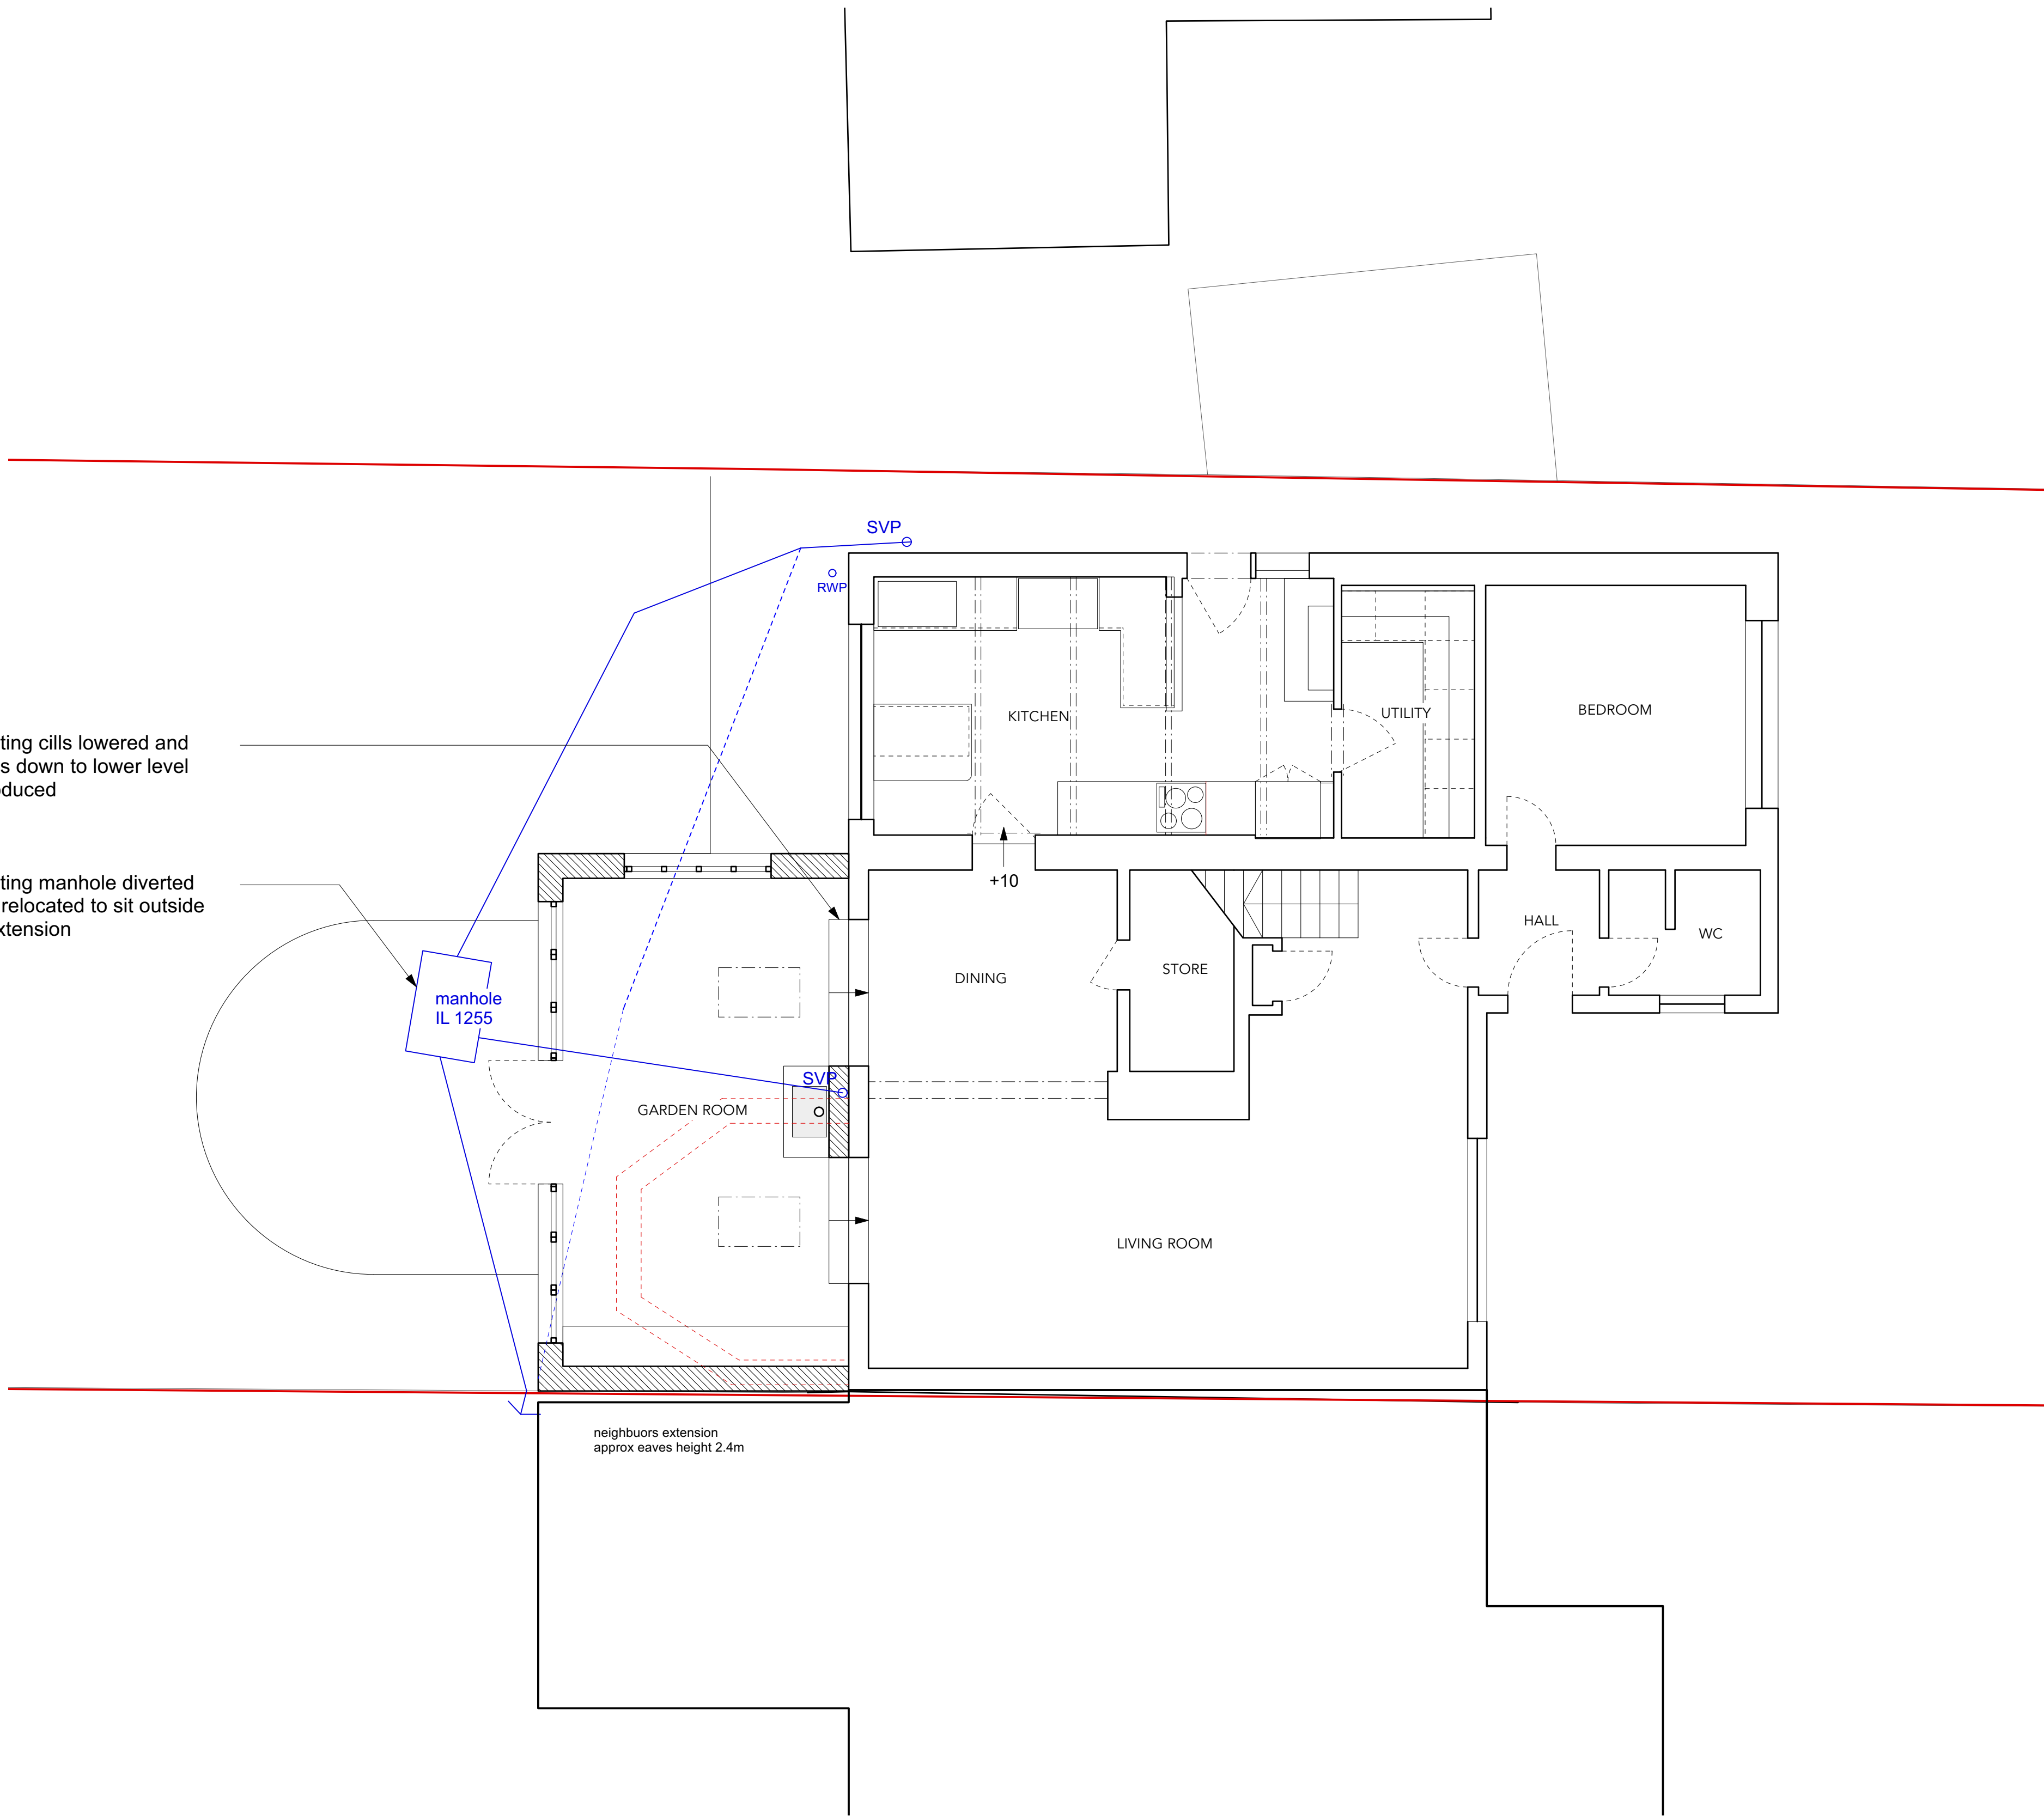 SVP
RWP
KITCHEN
UTILITY
BEDROOM
ting cills lowered and
s down to lower level
duced
+10
ting manhole diverted
relocated to sit outside
xtension
HALL
WC
DINING
STORE
manhole
IL 1255
SVP
GARDEN ROOM
LIVING ROOM
neighbuors extension
approx eaves height 2.4m